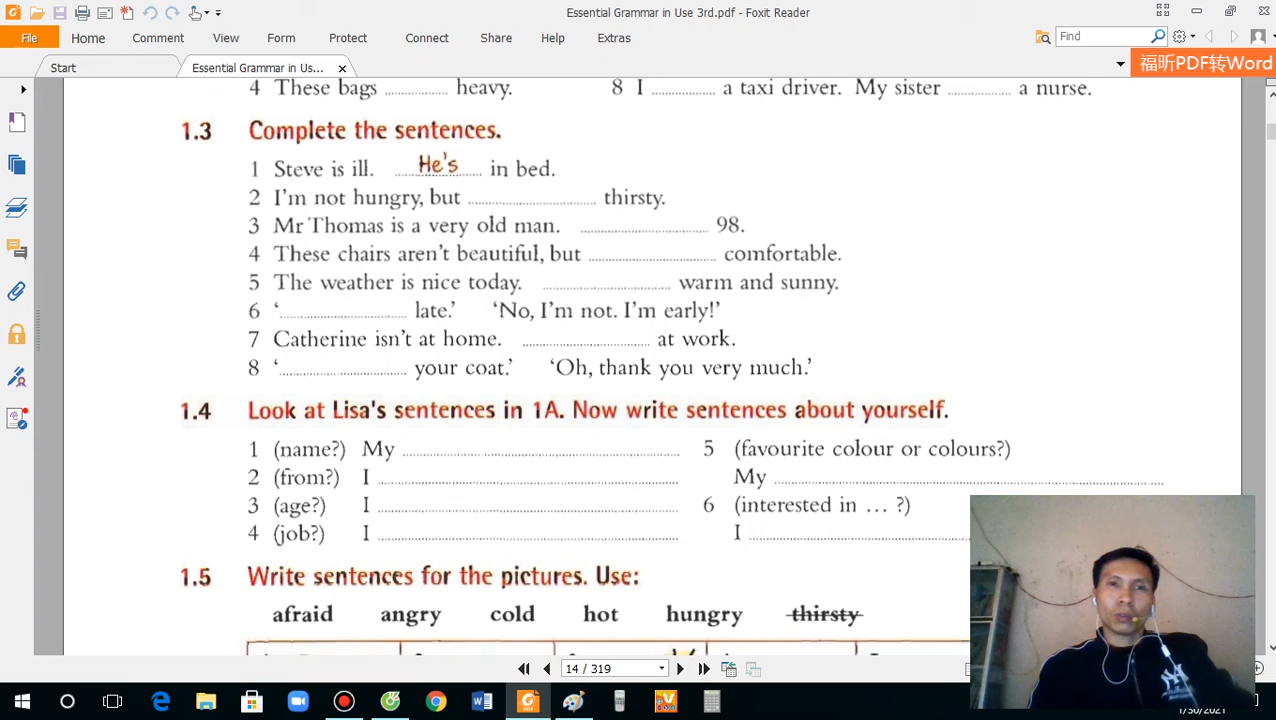 Essential Grammar in Use 3rd.pdf - Foxit Reader
File Home Comment View Form Protect Connect Share Help Extras Find
Start Essential Grammar in Us... 福昕PDF转Word
4 These bags ............ heavy. 8 I ............ a taxi driver. My sister ............ a nurse.
1.3 Complete the sentences.
1 Steve is ill. He's in bed.
2 I'm not hungry, but ........................ thirsty.
3 Mr Thomas is a very old man. ........................ 98.
4 These chairs aren't beautiful, but ........................ comfortable.
5 The weather is nice today. ........................ warm and sunny.
6 ‘........................ late.’ ‘No, I'm not. I'm early!’
7 Catherine isn't at home. ........................ at work.
8 ‘........................ your coat.’ ‘Oh, thank you very much.’
1.4 Look at Lisa's sentences in 1A. Now write sentences about yourself.
1 (name?) My ........................
2 (from?) I ........................
3 (age?) I ........................
4 (job?) I ........................
5 (favourite colour or colours?)
My ........................
6 (interested in … ?)
I ........................
1.5 Write sentences for the pictures. Use:
afraid angry cold hot hungry thirsty
14 / 319